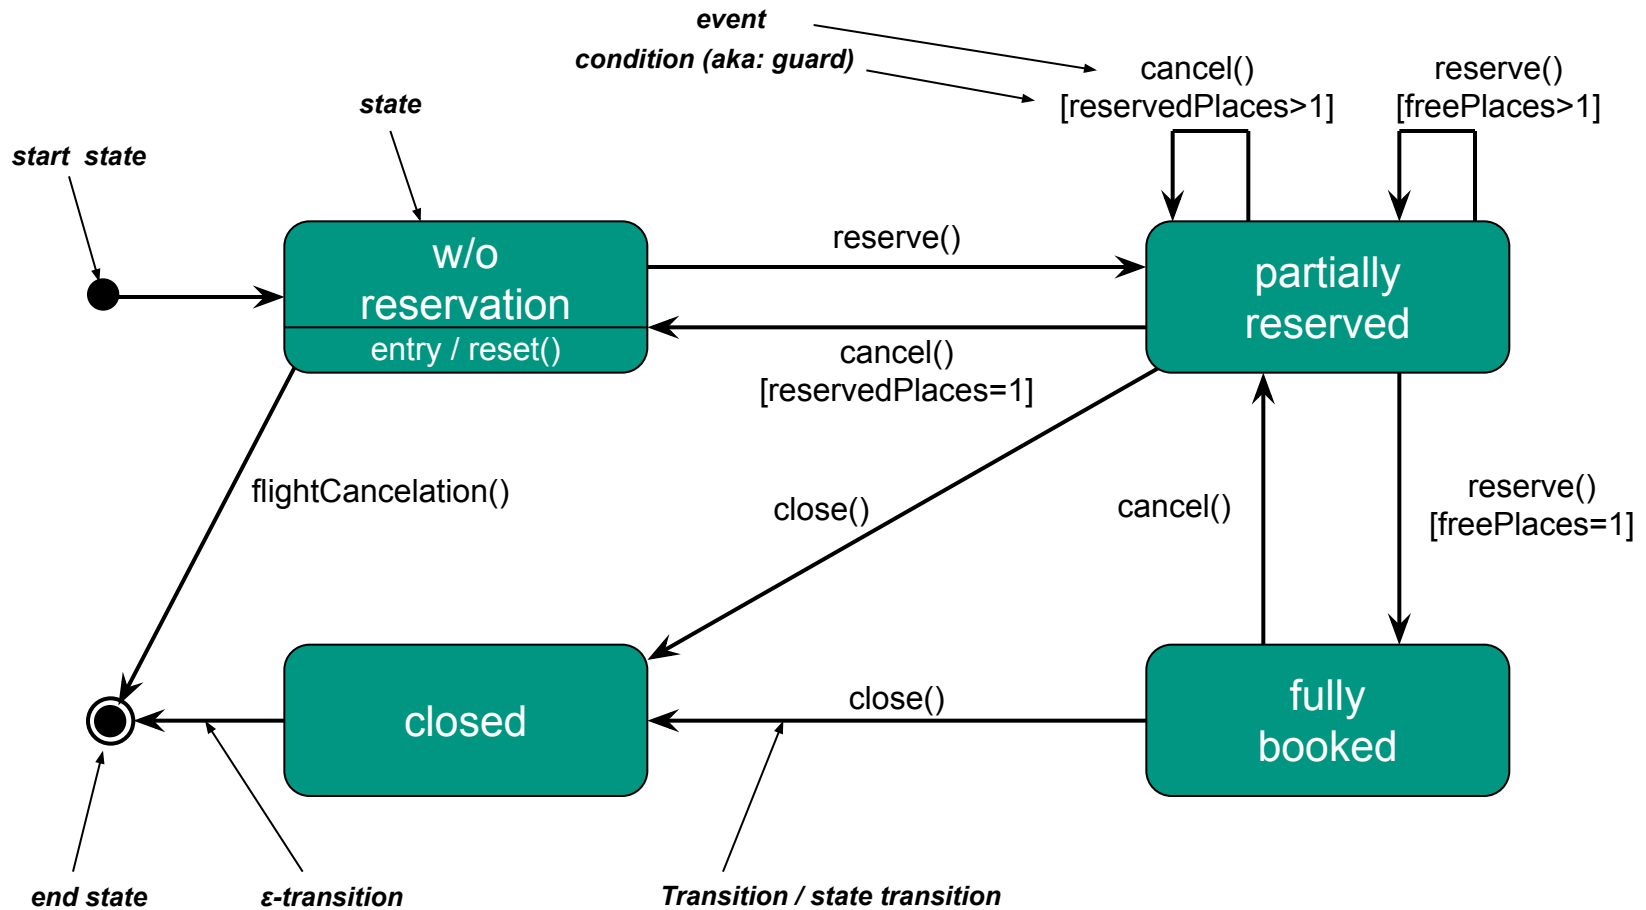 event
condition (aka: guard)
cancel()
[reservedPlaces>1]
reserve()
[freePlaces>1]
state
start state
w/o
reservation
entry / reset()
reserve()
partially
reserved
cancel()
[reservedPlaces=1]
flightCancelation()
close()
cancel()
reserve()
[freePlaces=1]
closed
close()
fully
booked
end state
ε-transition
Transition / state transition